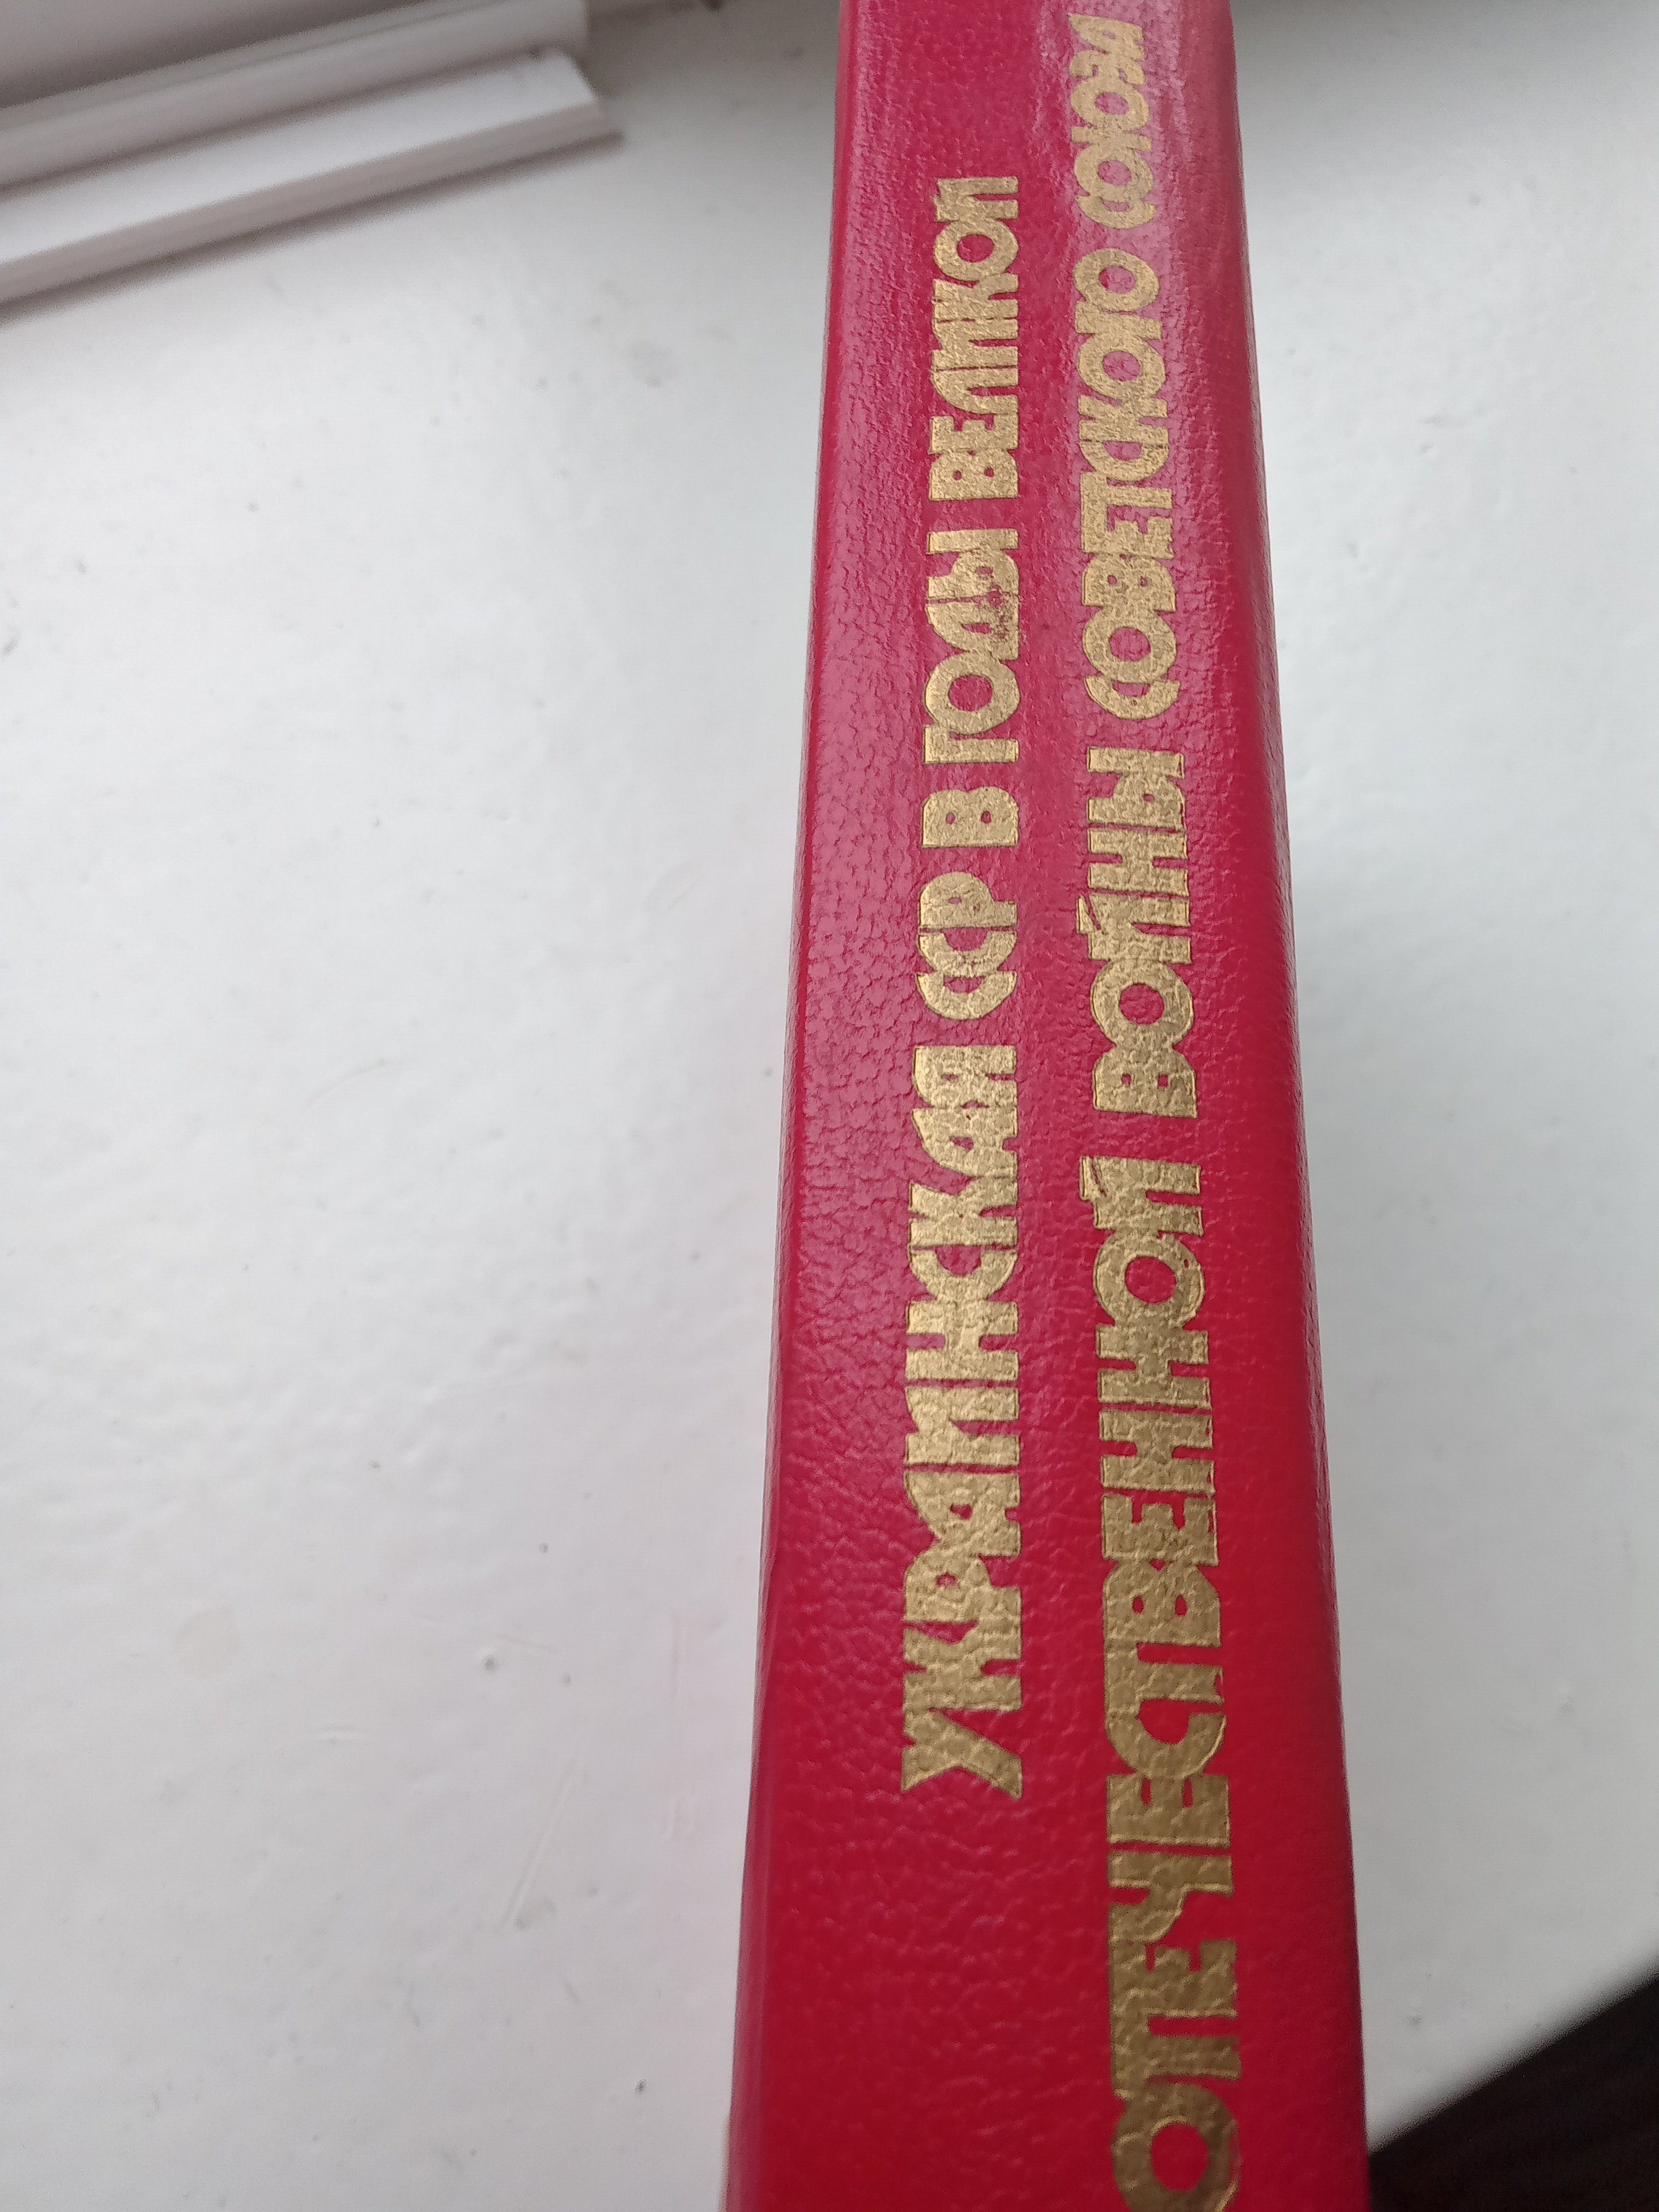 УКРАИНСКАЯ ССР В ГОДЫ ВЕЛИКОЙ
ОТЕЧЕСТВЕННОЙ ВОЙНЫ СОВЕТСКОГО СОЮЗА